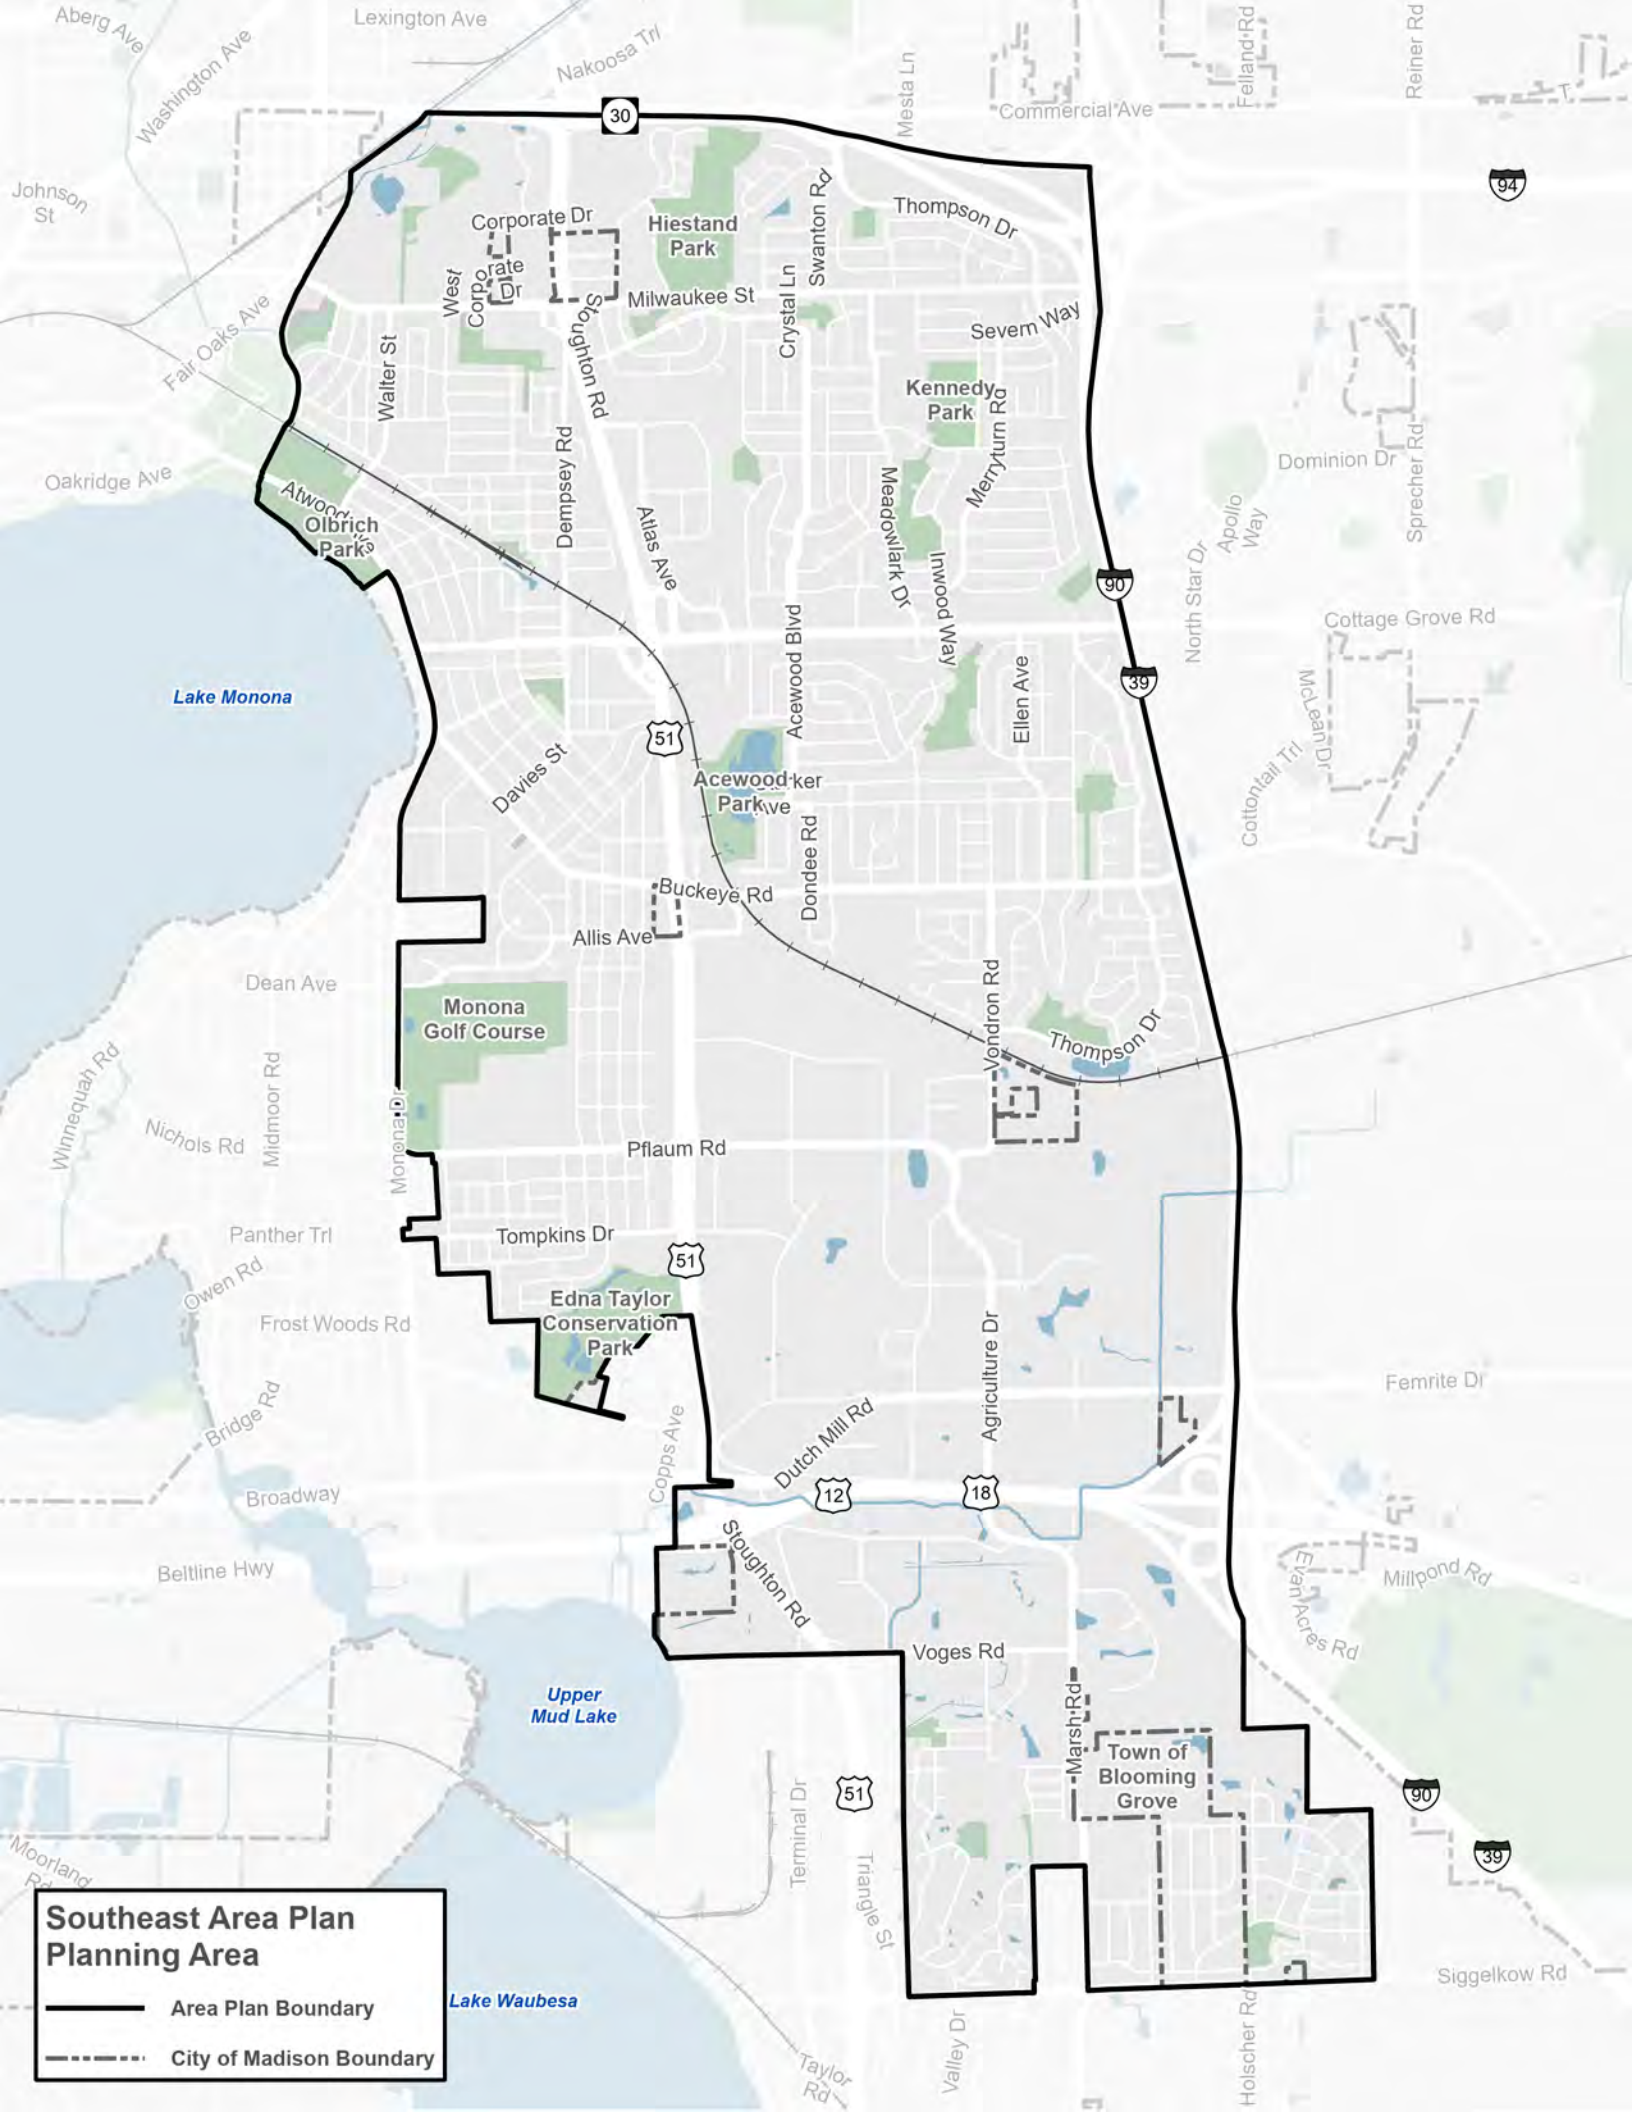 Aberg Ave
Lexington Ave
Washington Ave
Nakoosa Trl
Mesta Ln
Felland Rd
Reiner Rd
Commercial Ave
T
30
94
Johnson
St
Corporate Dr
Hiestand
Park
Swanton Rd
Thompson Dr
West
Corporate
Dr
Milwaukee St
Crystal Ln
Severn Way
Fair Oaks Ave
Walter St
Stoughton Rd
Kennedy
Park
Merryturn Rd
Oakridge Ave
Atwood Ave
Olbrich
Park
Dempsey Rd
Atlas Ave
Meadowlark Dr
Inwood Way
Dominion Dr
Sprecher Rd
Apollo
Way
North Star Dr
90
Cottage Grove Rd
Lake Monona
Acewood Blvd
Ellen Ave
39
McLean Dr
51
Davies St
Acewood
Park
ker
Ave
Cottontail Trl
Dondee Rd
Buckeye Rd
Allis Ave
Dean Ave
Monona
Golf Course
Vondron Rd
Thompson Dr
Winnequah Rd
Midmoor Rd
Monona Dr
Nichols Rd
Pflaum Rd
Panther Trl
Tompkins Dr
51
Owen Rd
Edna Taylor
Conservation
Park
Frost Woods Rd
Agriculture Dr
Femrite Dr
Bridge Rd
Copps Ave
Dutch Mill Rd
Broadway
12
18
Beltline Hwy
Stoughton Rd
Evan Acres Rd
Millpond Rd
Voges Rd
Upper
Mud Lake
Marsh Rd
Town of
Blooming
Grove
Terminal Dr
51
90
39
Triangle St
Moorland
Rd
Southeast Area Plan
Planning Area
Area Plan Boundary
City of Madison Boundary
Lake Waubesa
Siggelkow Rd
Valley Dr
Holscher Rd
Taylor
Rd